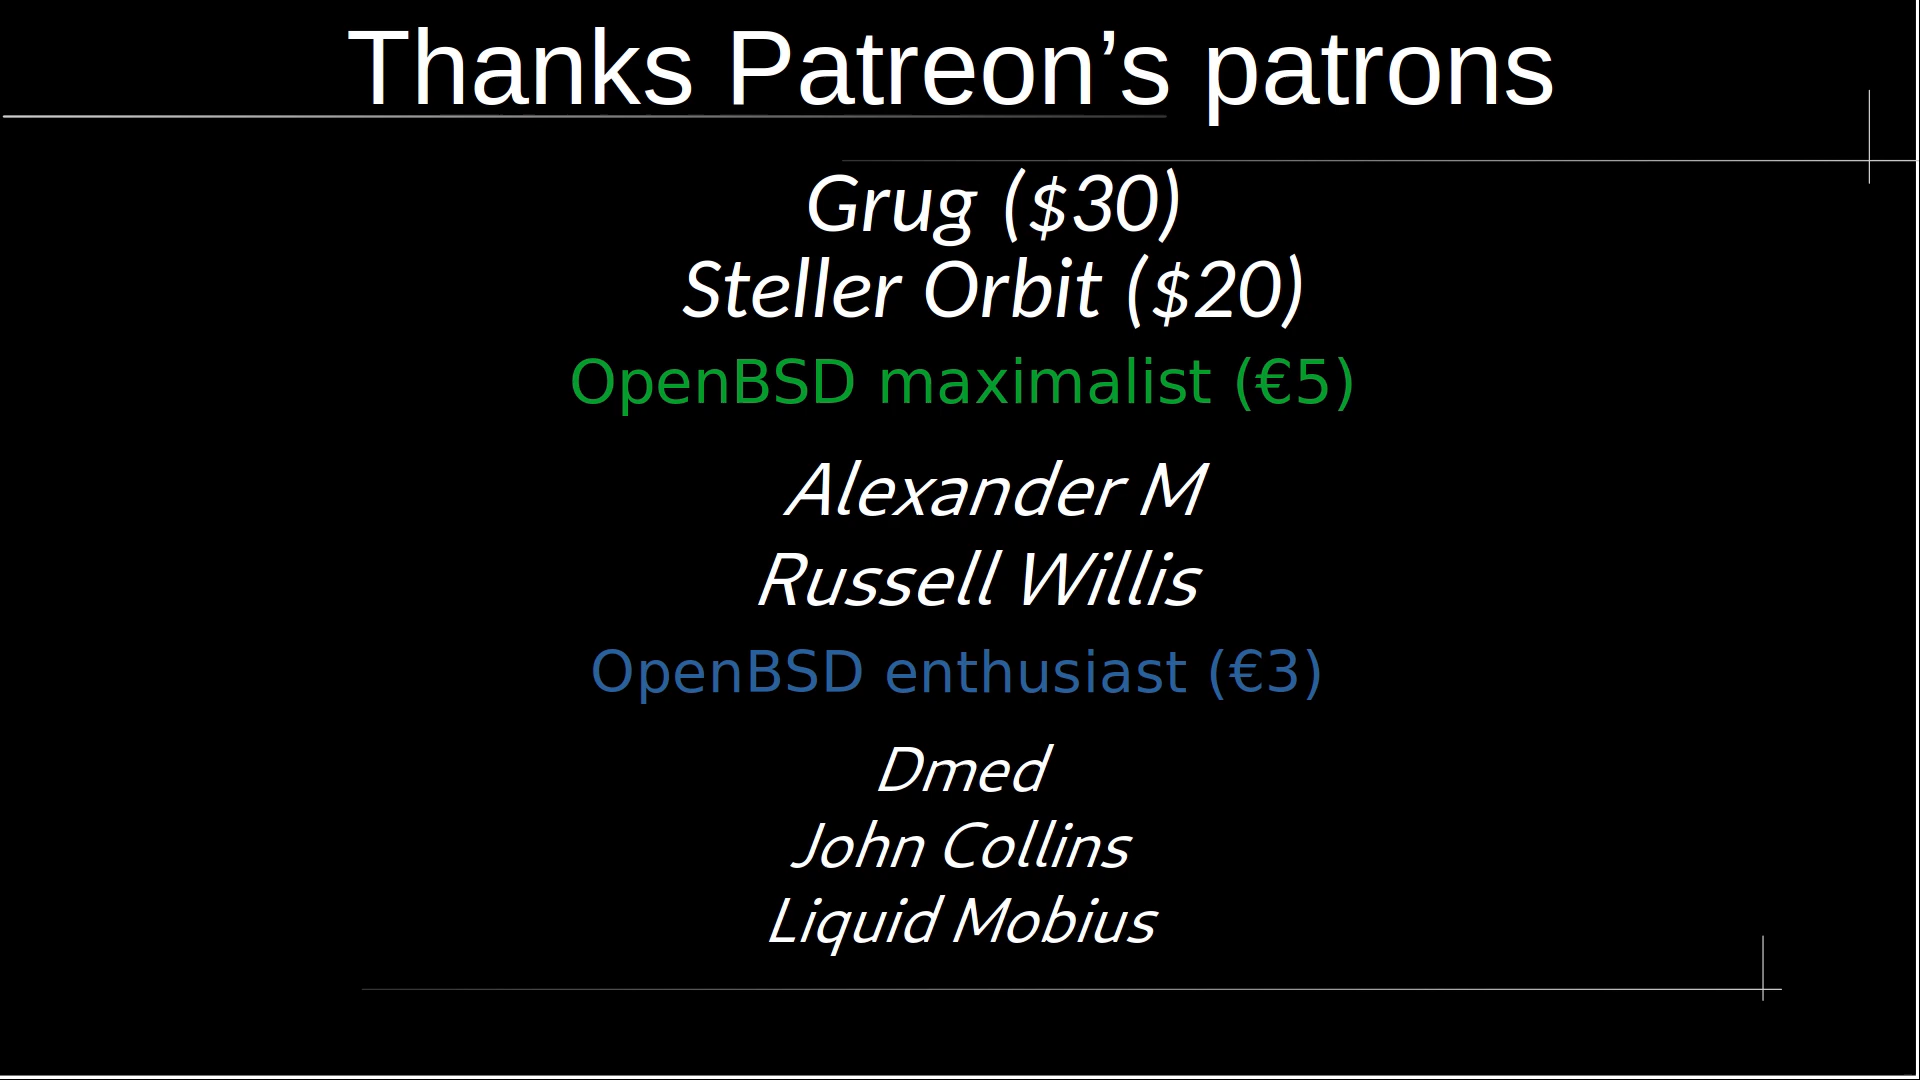 Thanks Patreon’s patrons
Grug ($30)
Steller Orbit ($20)
OpenBSD maximalist (€5)
Alexander M
Russell Willis
OpenBSD enthusiast (€3)
Dmed
John Collins
Liquid Mobius